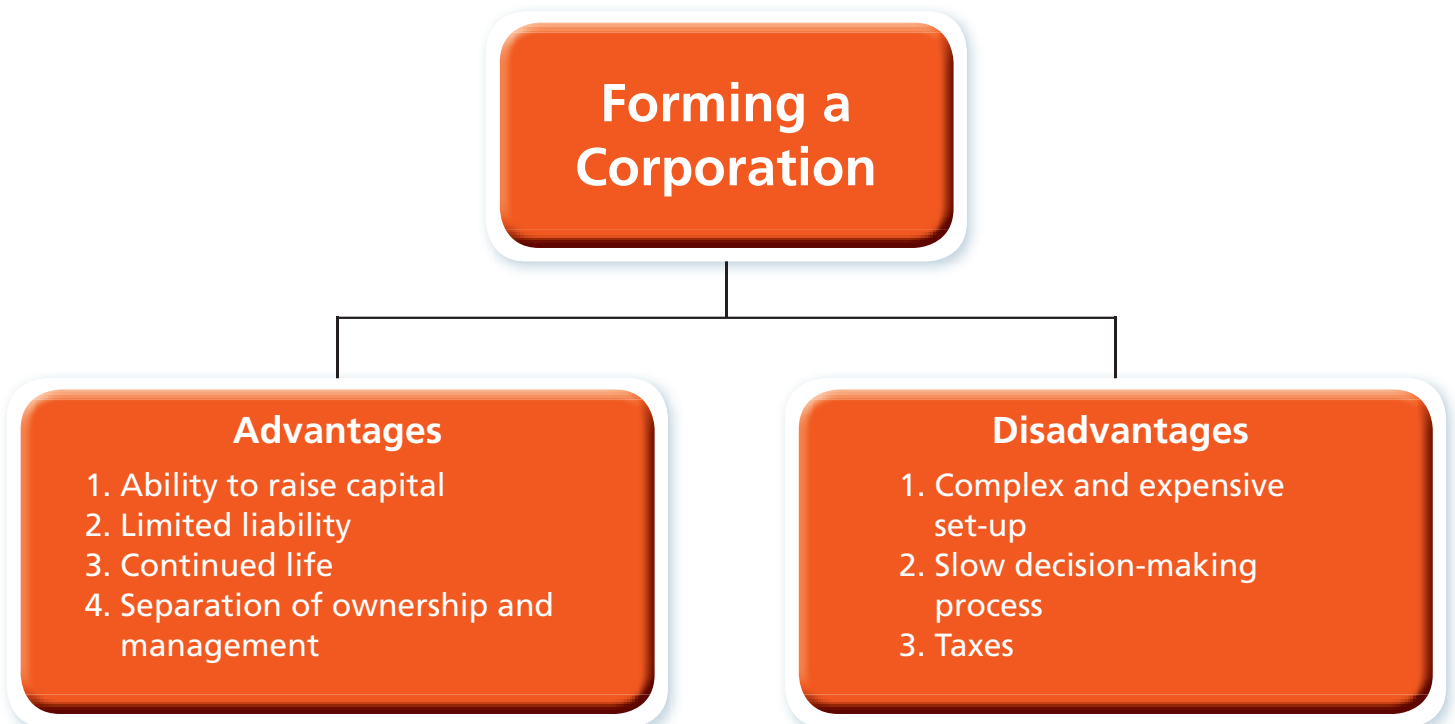 Forming a
Corporation
Advantages
1. Ability to raise capital
2. Limited liability
3. Continued life
4. Separation of ownership and
management
Disadvantages
1. Complex and expensive
set-up
2. Slow decision-making
process
3. Taxes